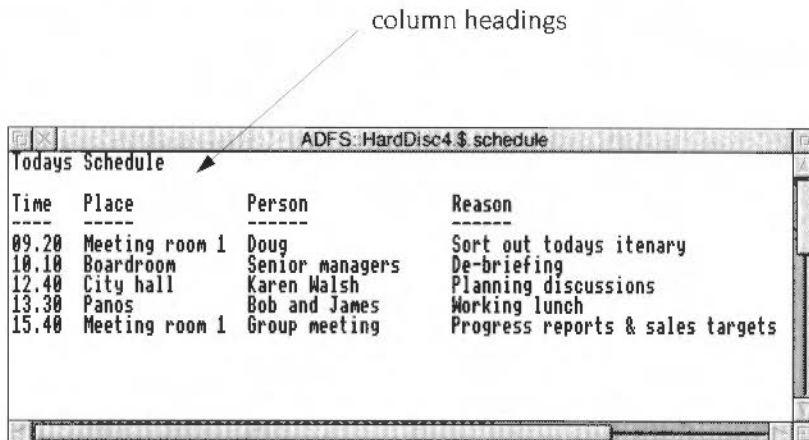 column headings
ADFS::HardDisc4.$.schedule
Todays Schedule
Time Place Person Reason
---- ----- ------ ------
09.20 Meeting room 1 Doug Sort out todays itenary
10.10 Boardroom Senior managers De-briefing
12.40 City hall Karen Walsh Planning discussions
13.30 Panos Bob and James Working lunch
15.40 Meeting room 1 Group meeting Progress reports & sales targets